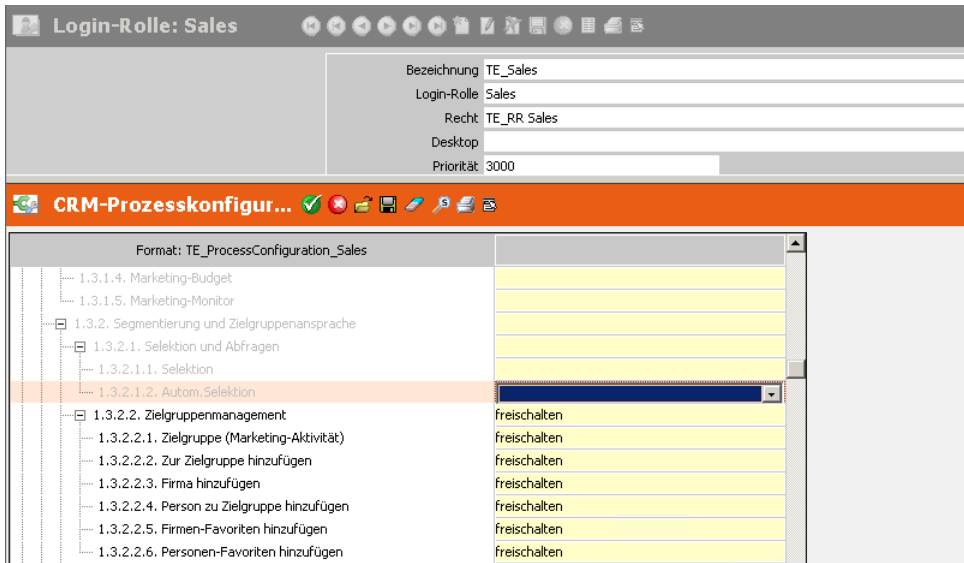 Login-Rolle: Sales
Bezeichnung TE_Sales
Login-Rolle Sales
Recht TE_RR Sales
Desktop
Priorität 3000
CRM-Prozesskonfigur...
Format: TE_ProcessConfiguration_Sales
1.3.1.4. Marketing-Budget
1.3.1.5. Marketing-Monitor
1.3.2. Segmentierung und Zielgruppenansprache
1.3.2.1. Selektion und Abfragen
1.3.2.1.1. Selektion
1.3.2.1.2. Autom.Selektion
1.3.2.2. Zielgruppenmanagement freischalten
1.3.2.2.1. Zielgruppe (Marketing-Aktivität) freischalten
1.3.2.2.2. Zur Zielgruppe hinzufügen freischalten
1.3.2.2.3. Firma hinzufügen freischalten
1.3.2.2.4. Person zu Zielgruppe hinzufügen freischalten
1.3.2.2.5. Firmen-Favoriten hinzufügen freischalten
1.3.2.2.6. Personen-Favoriten hinzufügen freischalten